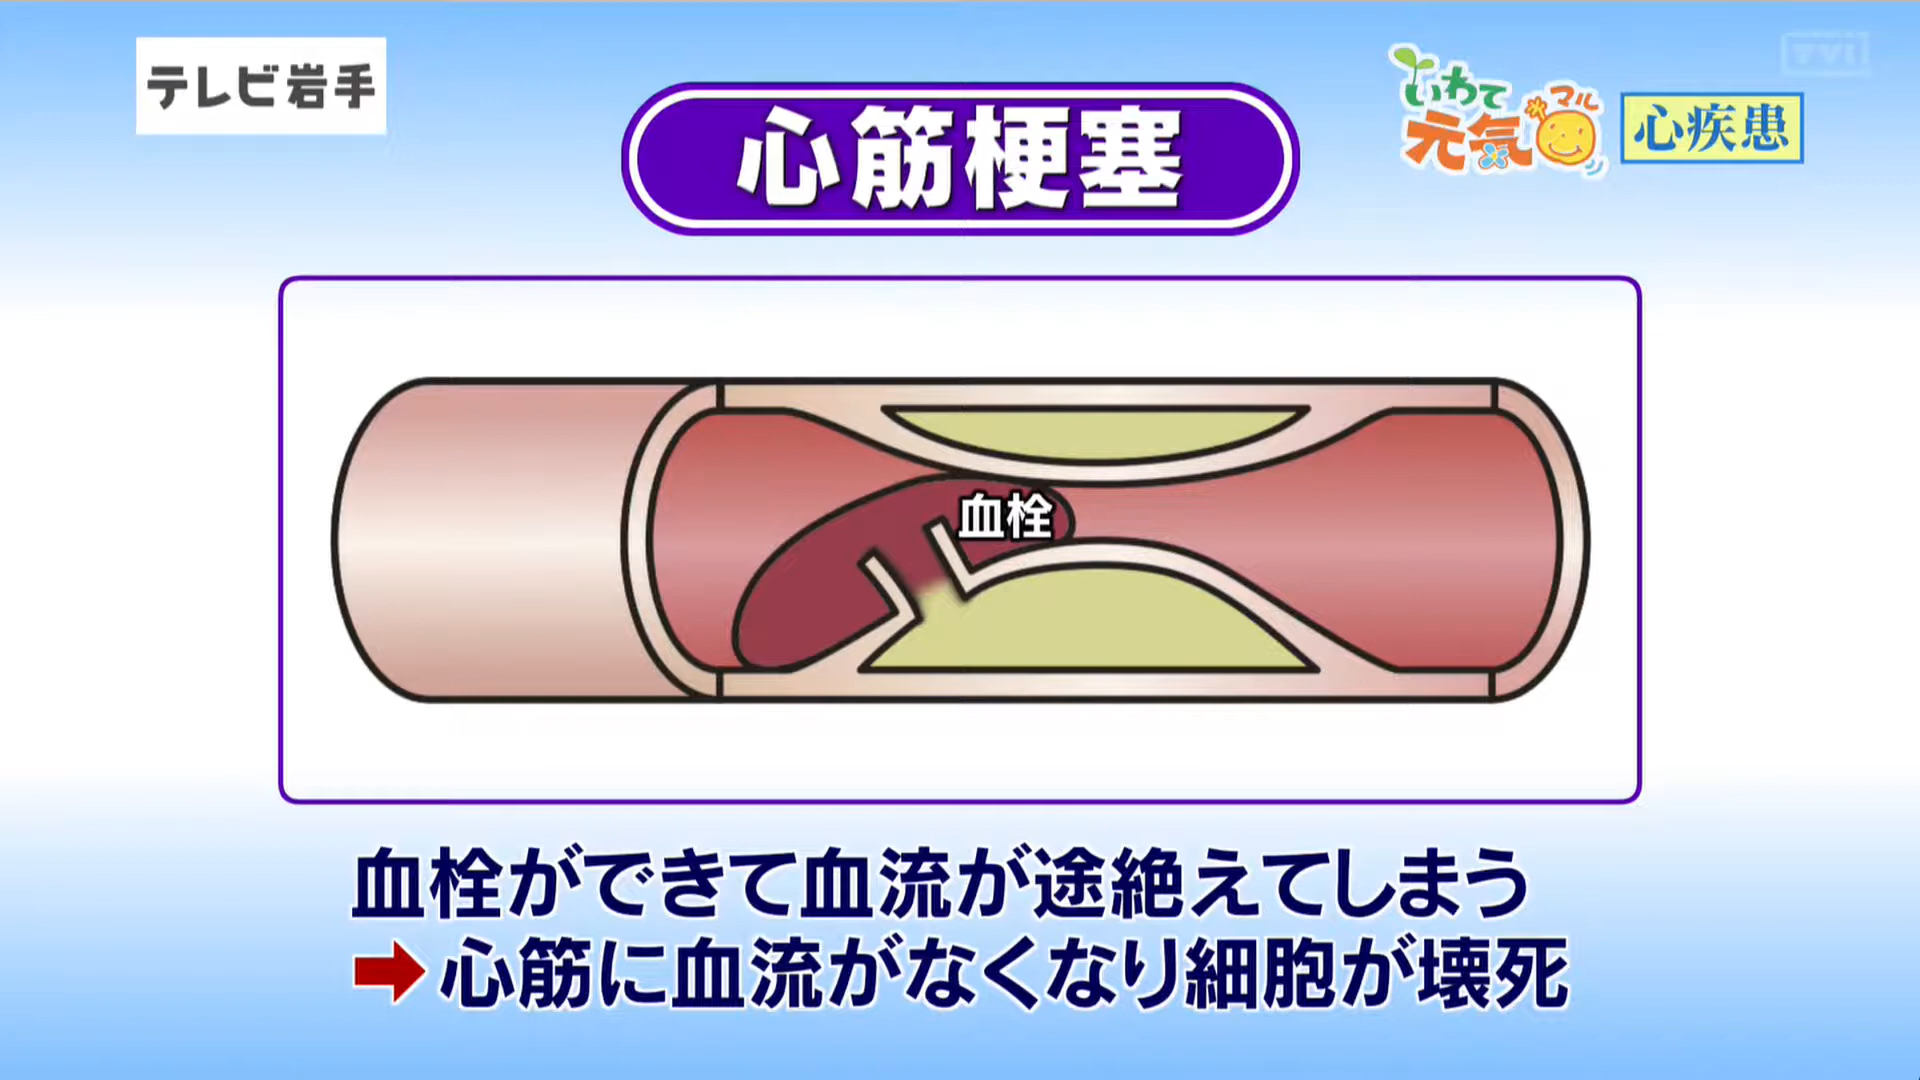 テレビ岩手
心筋梗塞
いわて
元気
マル
心疾患
tvi
血栓
血栓ができて血流が途絶えてしまう
➡心筋に血流がなくなり細胞が壊死